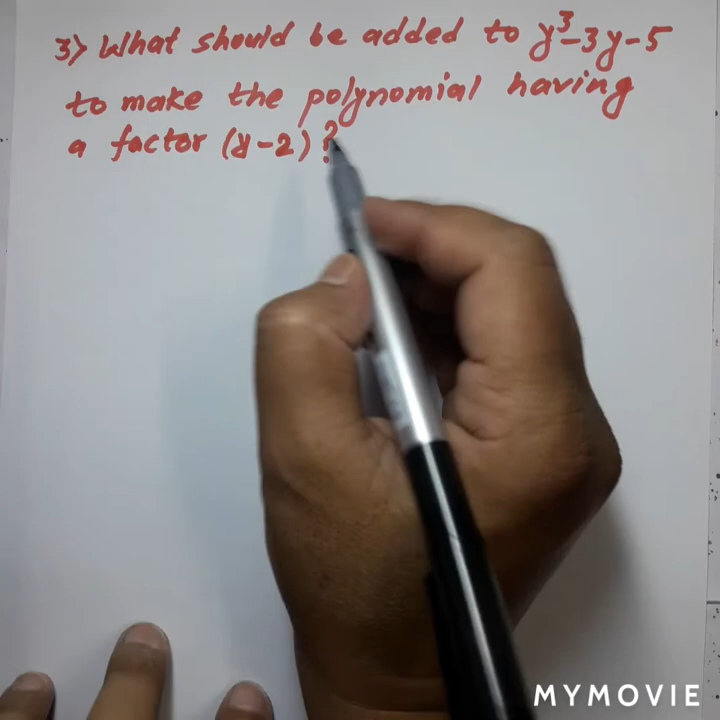 3) What should be added to y³-3y-5
to make the polynomial having
a factor (y-2)?
MYMOVIE